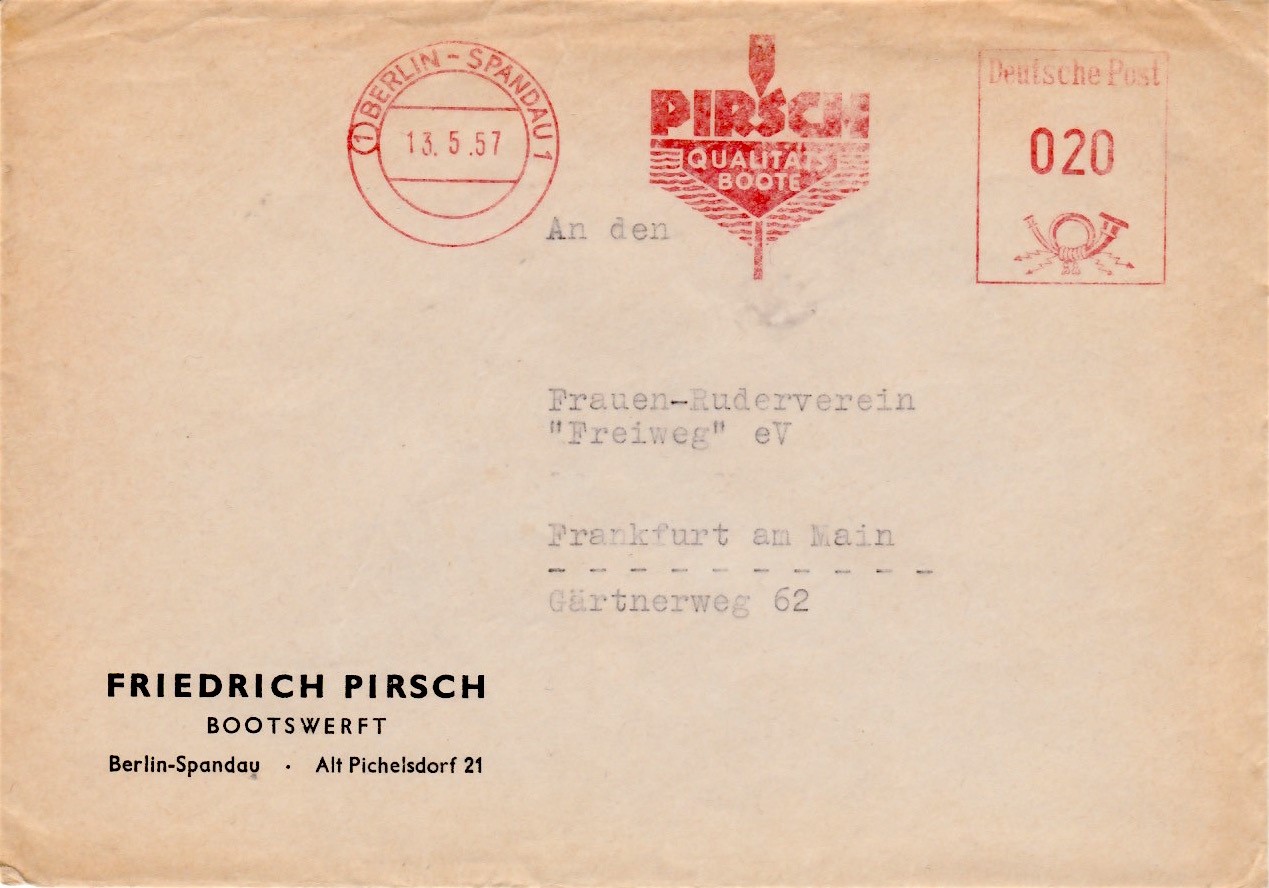 (1) BERLIN-SPANDAU 1
13.5.57
PIRSCH
QUALITÄTS
BOOTE
Deutsche Post
020
An den
Frauen-Ruderverein
"Freiweg" eV
Frankfurt am Main
- - - - - - - - - -
Gärtnerweg 62
FRIEDRICH PIRSCH
BOOTSWERFT
Berlin-Spandau · Alt Pichelsdorf 21